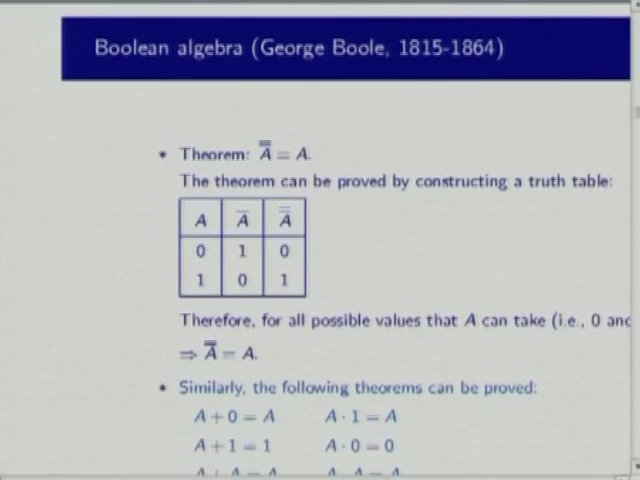 Boolean algebra (George Boole, 1815-1864)
• Theorem: A̿ = A.
The theorem can be proved by constructing a truth table:
A A̅ A̿
0 1 0
1 0 1
Therefore, for all possible values that A can take (i.e., 0 and
⇒ A̿ = A.
• Similarly, the following theorems can be proved:
A + 0 = A A · 1 = A
A + 1 = 1 A · 0 = 0
A + A = A A · A = A